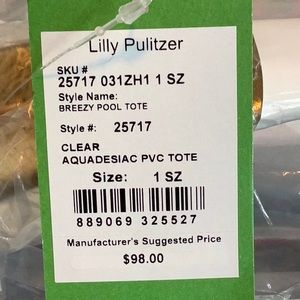 Lilly Pulitzer
SKU #
25717 031ZH1 1 SZ
Style Name:
BREEZY POOL TOTE
Style #: 25717
CLEAR
AQUADESIAC PVC TOTE
Size: 1 SZ
889069 325527
Manufacturer's Suggested Price
$98.00